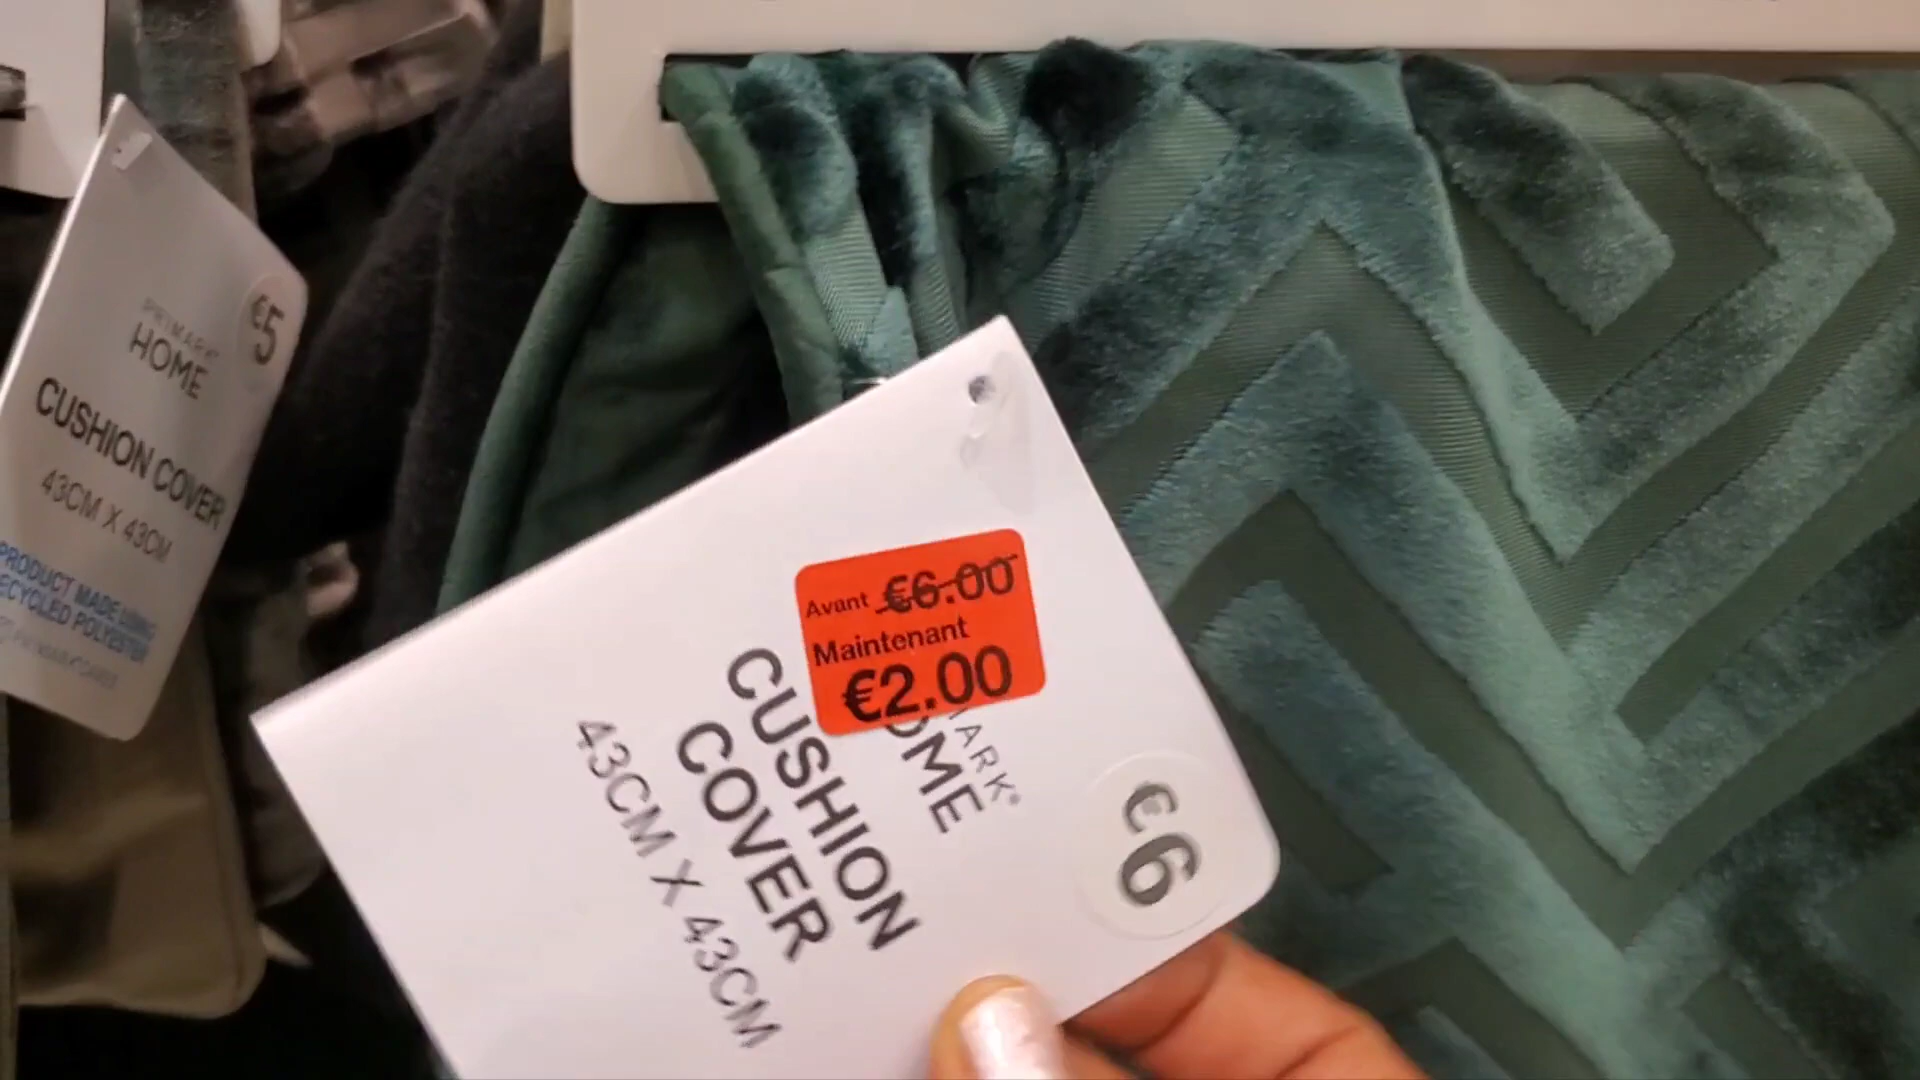 PRIMARK®
HOME
€5
CUSHION COVER
43CM X 43CM
PRODUCT MADE USING
RECYCLED POLYESTER
Avant €6.00
Maintenant
€2.00
CUSHION
COVER
43CM X 43CM
€6